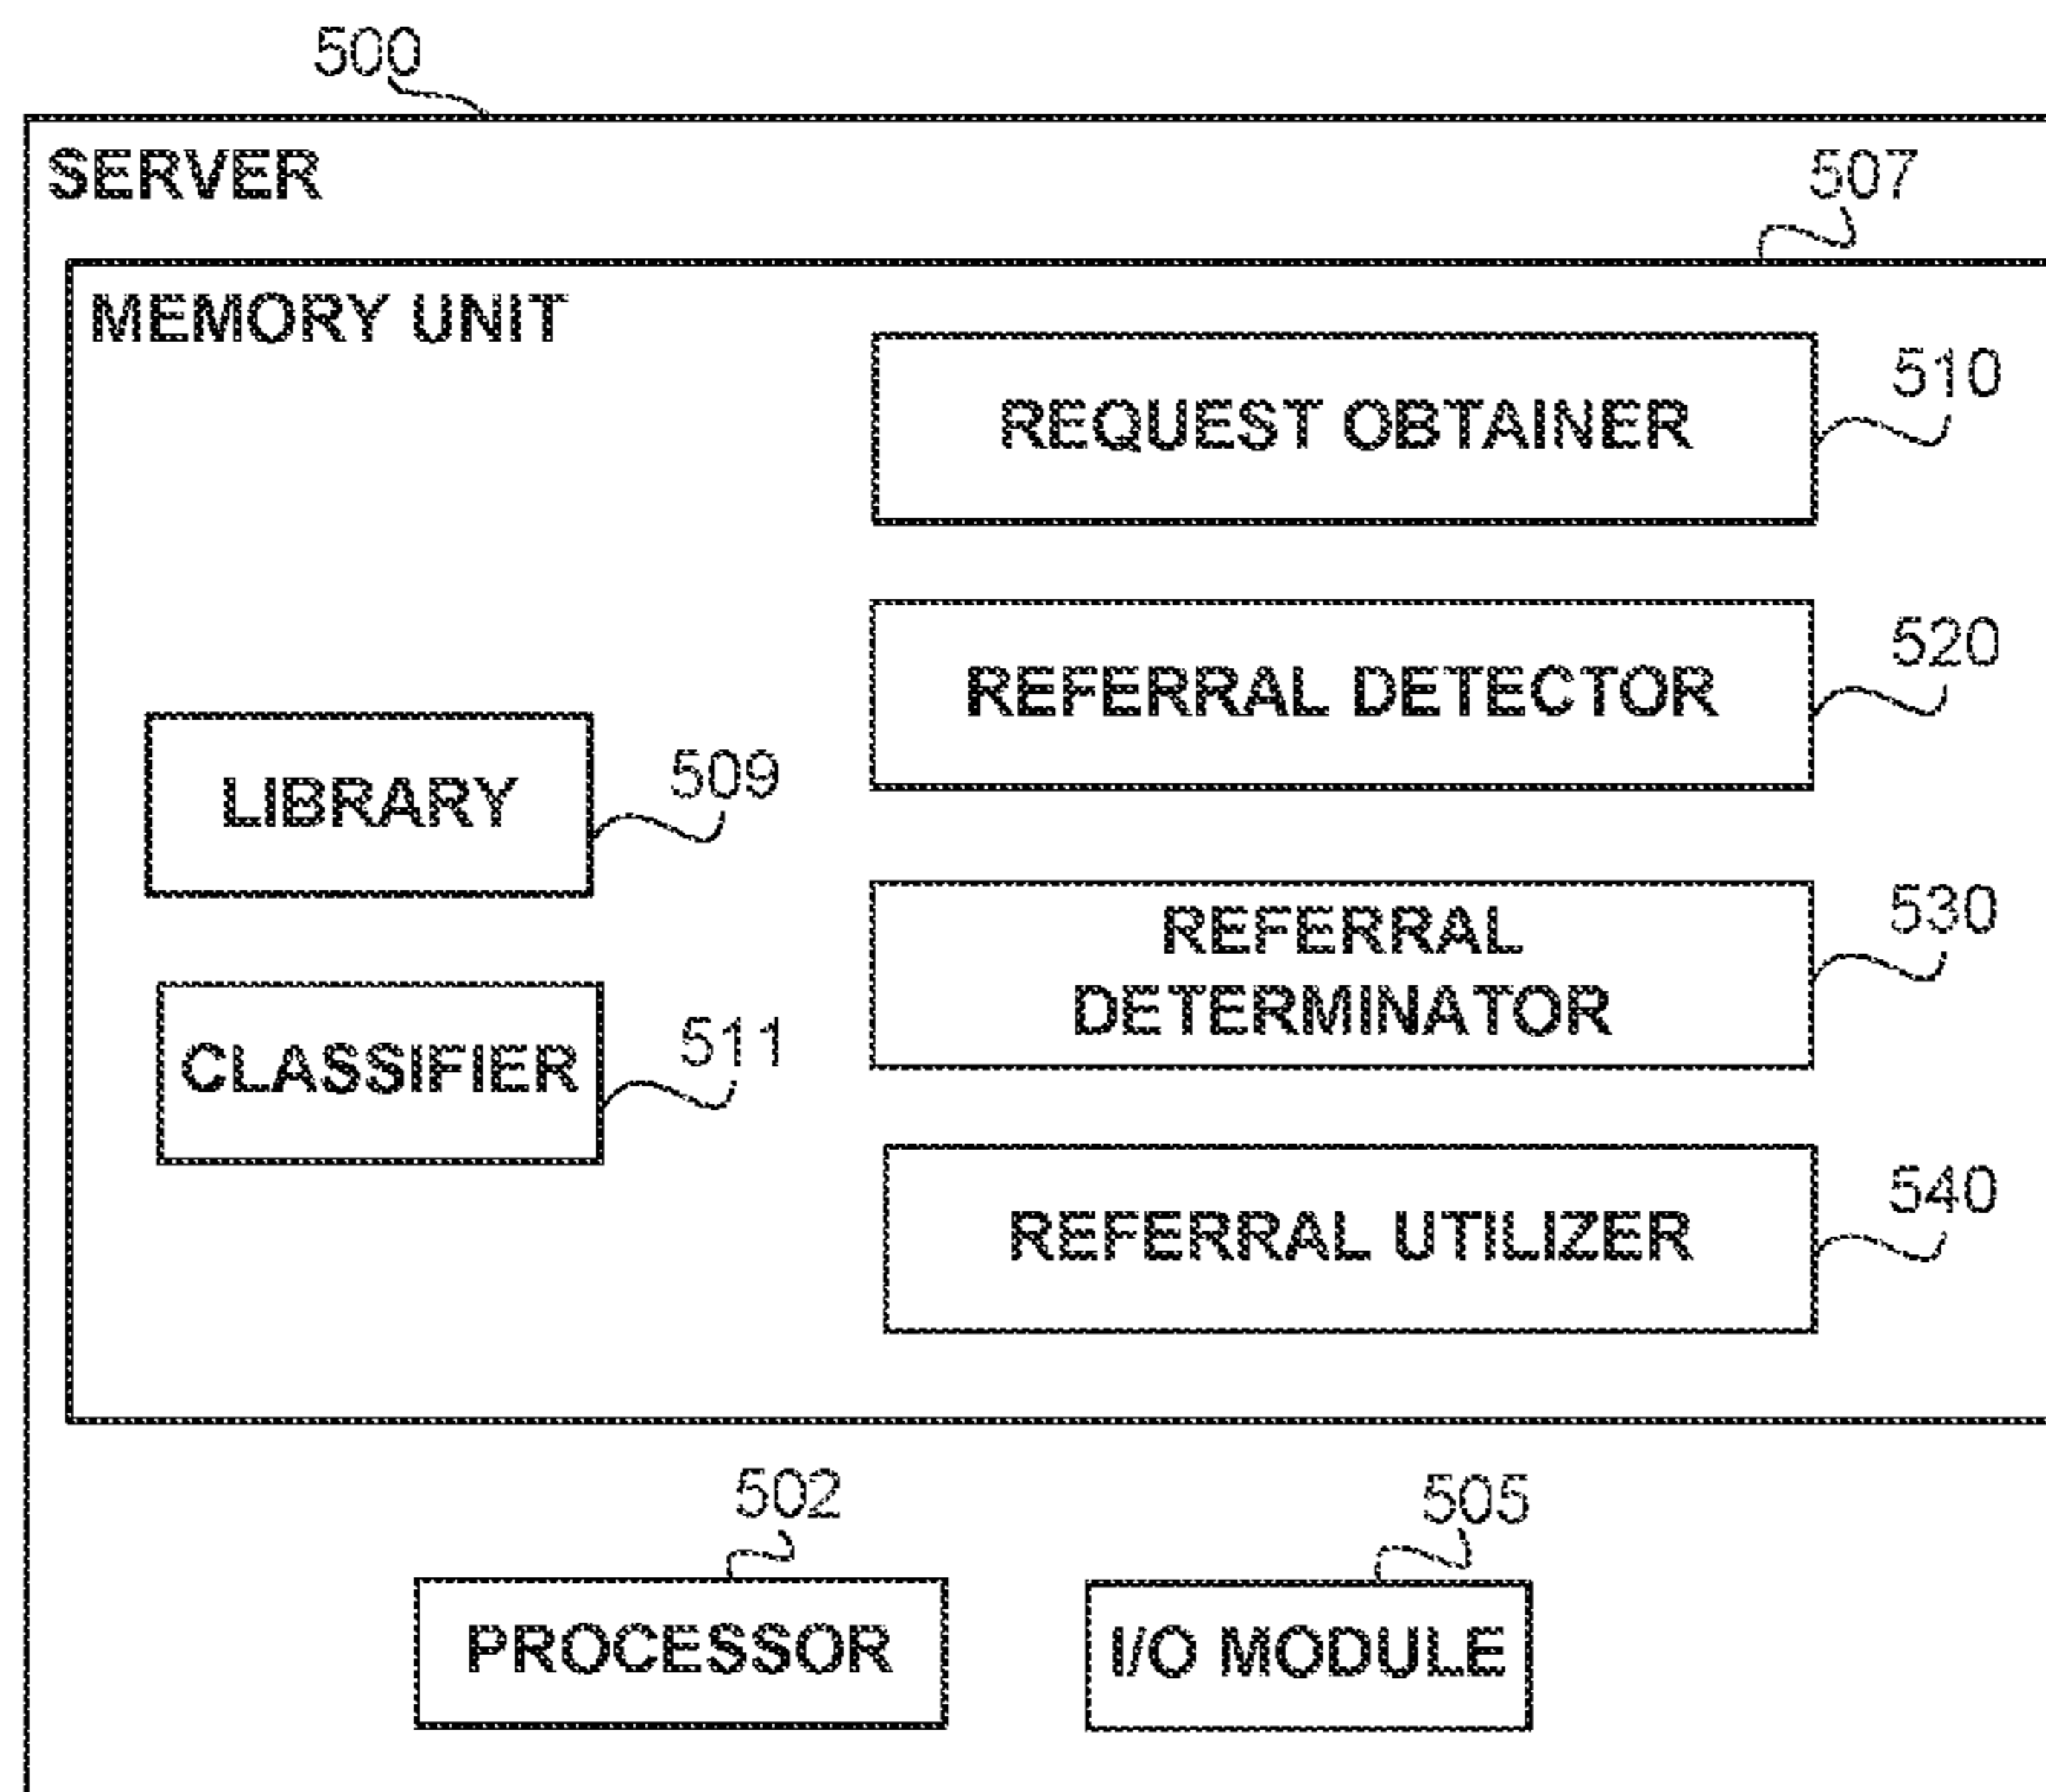 500
SERVER
507
MEMORY UNIT
REQUEST OBTAINER
510
REFERRAL DETECTOR
520
LIBRARY
509
REFERRAL
DETERMINATOR
530
CLASSIFIER
511
REFERRAL UTILIZER
540
502
PROCESSOR
505
I/O MODULE